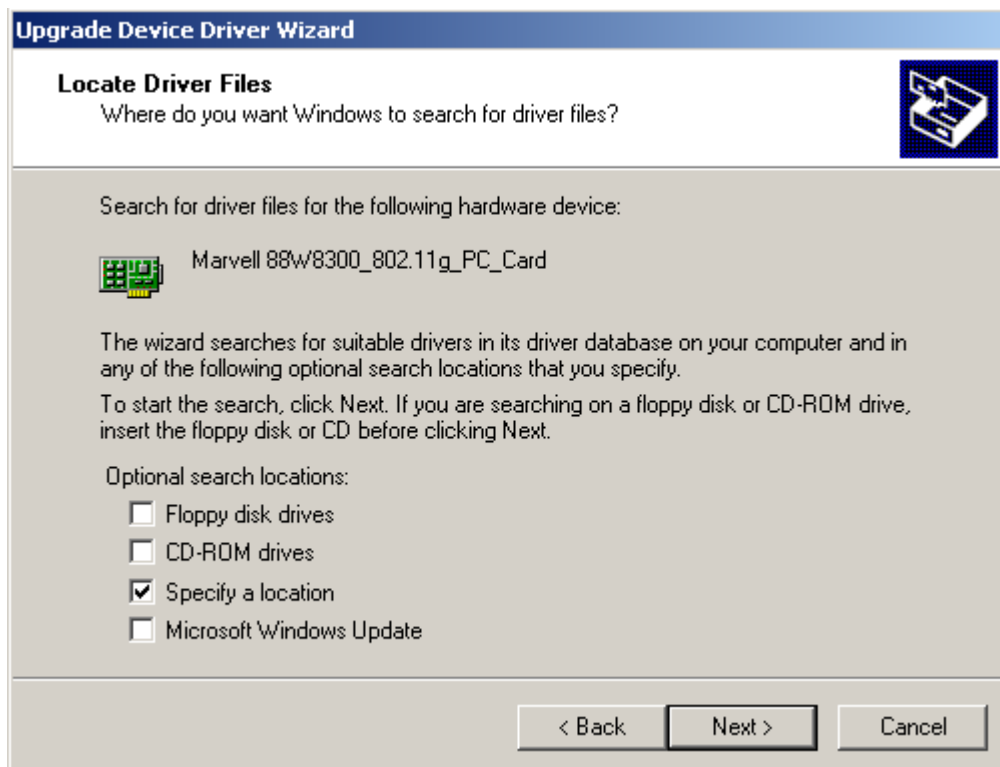 Upgrade Device Driver Wizard
Locate Driver Files
Where do you want Windows to search for driver files?
Search for driver files for the following hardware device:
Marvell 88W8300_802.11g_PC_Card
The wizard searches for suitable drivers in its driver database on your computer and in
any of the following optional search locations that you specify.
To start the search, click Next. If you are searching on a floppy disk or CD-ROM drive,
insert the floppy disk or CD before clicking Next.
Optional search locations:
Floppy disk drives
CD-ROM drives
Specify a location
Microsoft Windows Update
< Back Next > Cancel